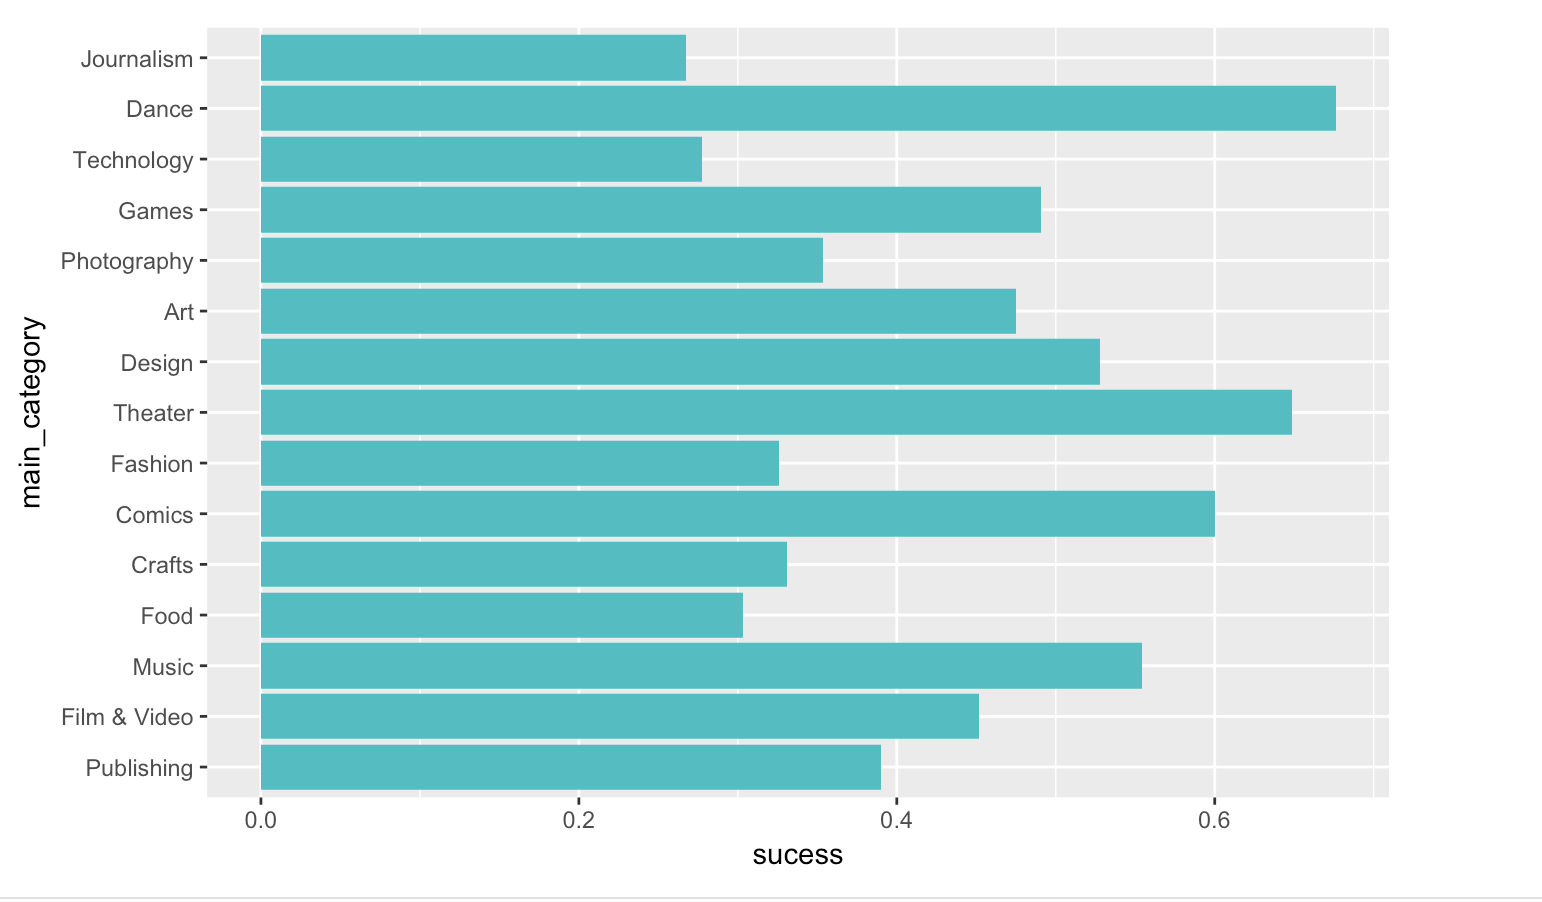 Journalism
Dance
Technology
Games
Photography
Art
Design
Theater
Fashion
Comics
Crafts
Food
Music
Film & Video
Publishing
main_category
0.0 0.2 0.4 0.6
sucess